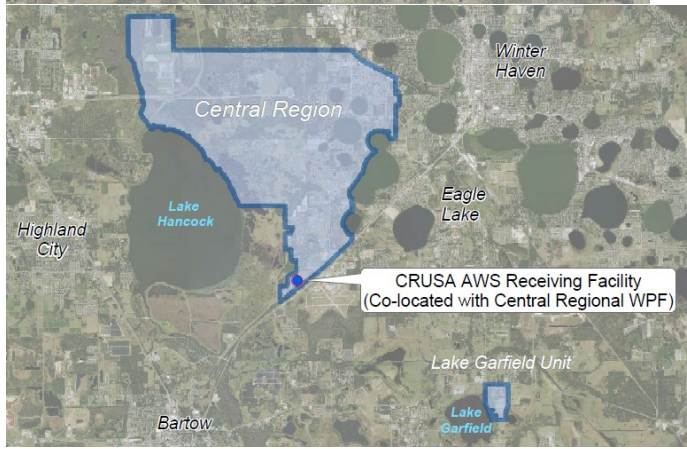 Winter
Haven
Central Region
Lake
Hancock
Eagle
Lake
Highland
City
CRUSA AWS Receiving Facility
(Co-located with Central Regional WPF)
Lake Garfield Unit
Lake
Garfield
Bartow